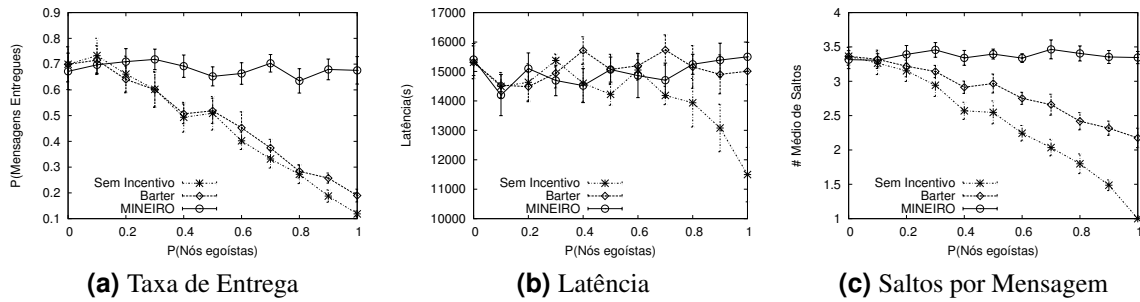 P(Mensagens Entregues)
0.8
0.7
0.6
0.5
0.4
0.3
0.2
0.1
Sem Incentivo
Barter
MINEIRO
0 0.2 0.4 0.6 0.8 1
P(Nós egoístas)
(a) Taxa de Entrega
Latência(s)
17000
16000
15000
14000
13000
12000
11000
10000
Sem Incentivo
Barter
MINEIRO
0 0.2 0.4 0.6 0.8 1
P(Nós egoístas)
(b) Latência
# Médio de Saltos
4
3.5
3
2.5
2
1.5
1
Sem Incentivo
Barter
MINEIRO
0 0.2 0.4 0.6 0.8 1
P(Nós egoístas)
(c) Saltos por Mensagem